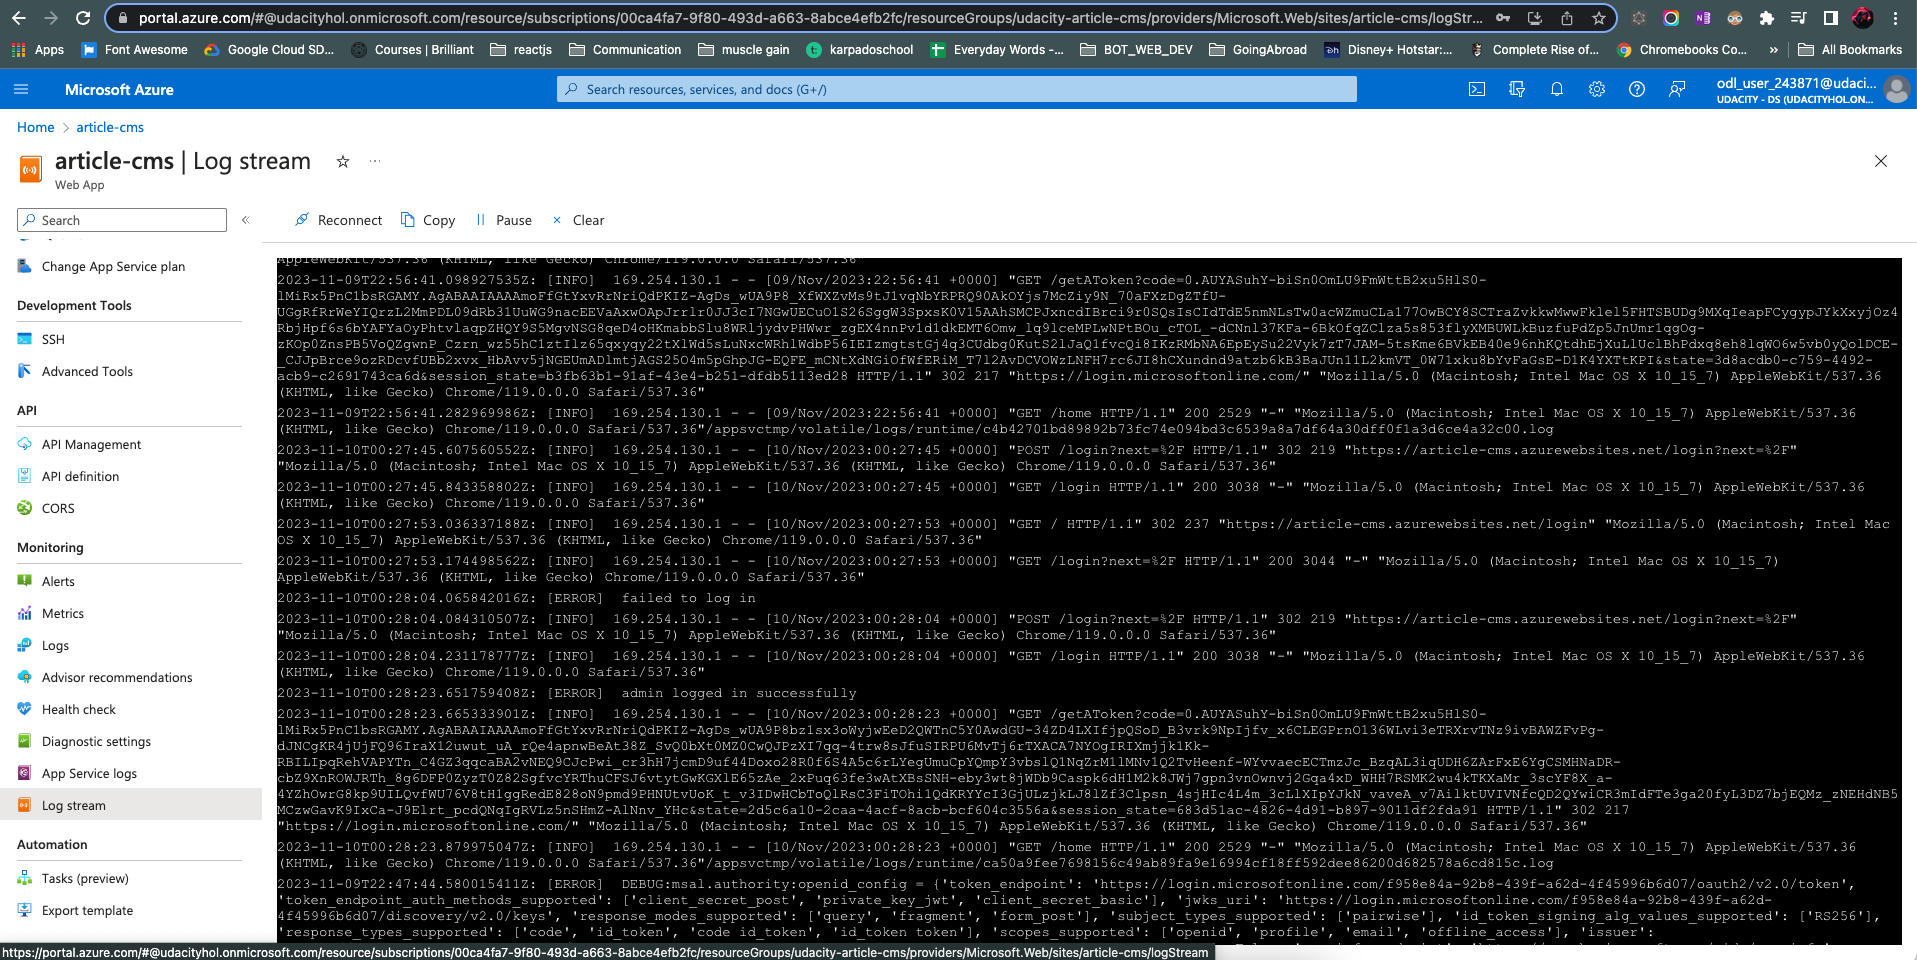 portal.azure.com/#@udacityhol.onmicrosoft.com/resource/subscriptions/00ca4fa7-9f80-493d-a663-8abce4efb2fc/resourceGroups/udacity-article-cms/providers/Microsoft.Web/sites/article-cms/logStr...
Apps Font Awesome Google Cloud SD... Courses | Brilliant reactjs Communication muscle gain karpadoschool Everyday Words -... BOT_WEB_DEV GoingAbroad Disney+ Hotstar:... Complete Rise of... Chromebooks Co... » All Bookmarks
Microsoft Azure
Search resources, services, and docs (G+/)
odl_user_243871@udaci...
UDACITY - DS (UDACITYHOL.ON...
Home > article-cms
article-cms | Log stream
Web App
Search
Reconnect Copy Pause Clear
Change App Service plan
Development Tools
SSH
Advanced Tools
API
API Management
API definition
CORS
Monitoring
Alerts
Metrics
Logs
Advisor recommendations
Health check
Diagnostic settings
App Service logs
Log stream
Automation
Tasks (preview)
Export template
AppleWebKit/537.36 (KHTML, like Gecko) Chrome/119.0.0.0 Safari/537.36"
2023-11-09T22:56:41.098927535Z: [INFO] 169.254.130.1 - - [09/Nov/2023:22:56:41 +0000] "GET /getAToken?code=
acb9-c2691743ca6d&session_state=b3fb63b1-91af-43e4-b251-dfdb5113ed28 HTTP/1.1" 302 217 "https://login.microsoftonline.com/" "Mozilla/5.0 (Macintosh; Intel Mac OS X 10_15_7) AppleWebKit/537.36
(KHTML, like Gecko) Chrome/119.0.0.0 Safari/537.36"
2023-11-09T22:56:41.282969986Z: [INFO] 169.254.130.1 - - [09/Nov/2023:22:56:41 +0000] "GET /home HTTP/1.1" 200 2529 "-" "Mozilla/5.0 (Macintosh; Intel Mac OS X 10_15_7) AppleWebKit/537.36
(KHTML, like Gecko) Chrome/119.0.0.0 Safari/537.36"/appsvctmp/volatile/logs/runtime/c4b42701bd89892b73fc74e094bd3c6539a8a7df64a30dff0f1a3d6ce4a32c00.log
2023-11-10T00:27:45.607560552Z: [INFO] 169.254.130.1 - - [10/Nov/2023:00:27:45 +0000] "POST /login?next=%2F HTTP/1.1" 302 219 "https://article-cms.azurewebsites.net/login?next=%2F"
"Mozilla/5.0 (Macintosh; Intel Mac OS X 10_15_7) AppleWebKit/537.36 (KHTML, like Gecko) Chrome/119.0.0.0 Safari/537.36"
2023-11-10T00:27:45.843358802Z: [INFO] 169.254.130.1 - - [10/Nov/2023:00:27:45 +0000] "GET /login HTTP/1.1" 200 3038 "-" "Mozilla/5.0 (Macintosh; Intel Mac OS X 10_15_7) AppleWebKit/537.36
(KHTML, like Gecko) Chrome/119.0.0.0 Safari/537.36"
2023-11-10T00:27:53.036337188Z: [INFO] 169.254.130.1 - - [10/Nov/2023:00:27:53 +0000] "GET / HTTP/1.1" 302 237 "https://article-cms.azurewebsites.net/login" "Mozilla/5.0 (Macintosh; Intel Mac
OS X 10_15_7) AppleWebKit/537.36 (KHTML, like Gecko) Chrome/119.0.0.0 Safari/537.36"
2023-11-10T00:27:53.174498562Z: [INFO] 169.254.130.1 - - [10/Nov/2023:00:27:53 +0000] "GET /login?next=%2F HTTP/1.1" 200 3044 "-" "Mozilla/5.0 (Macintosh; Intel Mac OS X 10_15_7)
AppleWebKit/537.36 (KHTML, like Gecko) Chrome/119.0.0.0 Safari/537.36"
2023-11-10T00:28:04.065842016Z: [ERROR] failed to log in
2023-11-10T00:28:04.084310507Z: [INFO] 169.254.130.1 - - [10/Nov/2023:00:28:04 +0000] "POST /login?next=%2F HTTP/1.1" 302 219 "https://article-cms.azurewebsites.net/login?next=%2F"
"Mozilla/5.0 (Macintosh; Intel Mac OS X 10_15_7) AppleWebKit/537.36 (KHTML, like Gecko) Chrome/119.0.0.0 Safari/537.36"
2023-11-10T00:28:04.231178777Z: [INFO] 169.254.130.1 - - [10/Nov/2023:00:28:04 +0000] "GET /login HTTP/1.1" 200 3038 "-" "Mozilla/5.0 (Macintosh; Intel Mac OS X 10_15_7) AppleWebKit/537.36
(KHTML, like Gecko) Chrome/119.0.0.0 Safari/537.36"
2023-11-10T00:28:23.651759408Z: [ERROR] admin logged in successfully
2023-11-10T00:28:23.665333901Z: [INFO] 169.254.130.1 - - [10/Nov/2023:00:28:23 +0000] "GET /getAToken?code=
HTTP/1.1" 302 217
"https://login.microsoftonline.com/" "Mozilla/5.0 (Macintosh; Intel Mac OS X 10_15_7) AppleWebKit/537.36 (KHTML, like Gecko) Chrome/119.0.0.0 Safari/537.36"
2023-11-10T00:28:23.879975047Z: [INFO] 169.254.130.1 - - [10/Nov/2023:00:28:23 +0000] "GET /home HTTP/1.1" 200 2529 "-" "Mozilla/5.0 (Macintosh; Intel Mac OS X 10_15_7) AppleWebKit/537.36
(KHTML, like Gecko) Chrome/119.0.0.0 Safari/537.36"/appsvctmp/volatile/logs/runtime/ca50a9fee7698156c49ab89fa9e16994cf18ff592dee86200d682578a6cd815c.log
2023-11-09T22:47:44.580015411Z: [ERROR] DEBUG:msal.authority:openid_config = {'token_endpoint': 'https://login.microsoftonline.com/f958e84a-92b8-439f-a62d-4f45996b6d07/oauth2/v2.0/token',
'token_endpoint_auth_methods_supported': ['client_secret_post', 'private_key_jwt', 'client_secret_basic'], 'jwks_uri': 'https://login.microsoftonline.com/f958e84a-92b8-439f-a62d-
4f45996b6d07/discovery/v2.0/keys', 'response_modes_supported': ['query', 'fragment', 'form_post'], 'subject_types_supported': ['pairwise'], 'id_token_signing_alg_values_supported': ['RS256'],
'response_types_supported': ['code', 'id_token', 'code id_token', 'id_token token'], 'scopes_supported': ['openid', 'profile', 'email', 'offline_access'], 'issuer':
https://portal.azure.com/#@udacityhol.onmicrosoft.com/resource/subscriptions/00ca4fa7-9f80-493d-a663-8abce4efb2fc/resourceGroups/udacity-article-cms/providers/Microsoft.Web/sites/article-cms/logStream